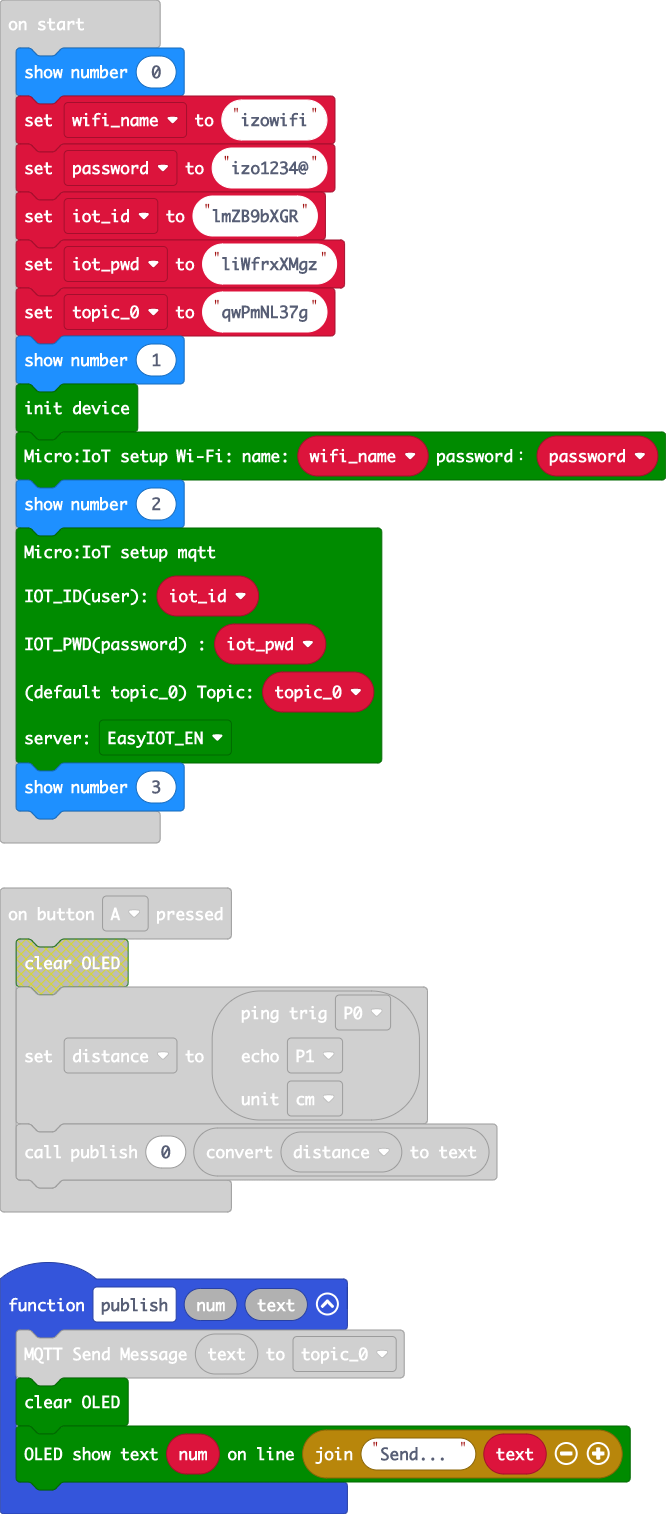 on start
show number 0
set wifi_name to "izowifi"
set password to "izo1234@"
set iot_id to "lmZB9bXGR"
set iot_pwd to "liWfrxXMgz"
set topic_0 to "qwPmNL37g"
show number 1
init device
Micro:IoT setup Wi-Fi: name: wifi_name password: password
show number 2
Micro:IoT setup mqtt
IOT_ID(user): iot_id
IOT_PWD(password) : iot_pwd
(default topic_0) Topic: topic_0
server: EasyIOT_EN
show number 3
on button A pressed
clear OLED
ping trig P0
set distance to echo P1
unit cm
call publish 0 convert distance to text
function publish num text
MQTT Send Message text to topic_0
clear OLED
OLED show text num on line join "Send... " text